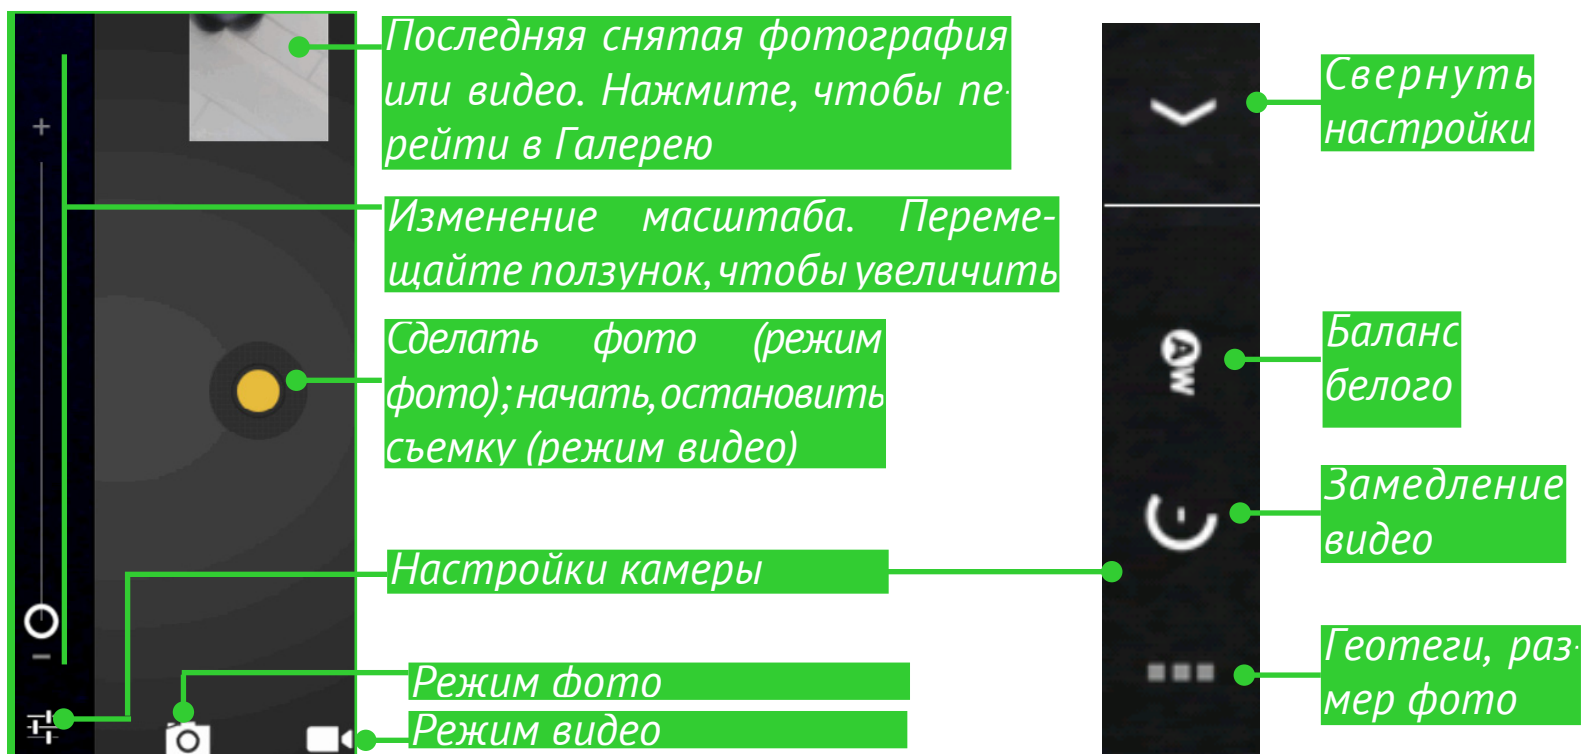 Последняя снятая фотография
или видео. Нажмите, чтобы пе-
рейти в Галерею
Изменение масштаба. Переме-
щайте ползунок, чтобы увеличить
Сделать фото (режим
фото); начать, остановить
съемку (режим видео)
Настройки камеры
Режим фото
Режим видео
+
−
Свернуть
настройки
AW
Баланс
белого
Замедление
видео
Геотеги, раз-
мер фото